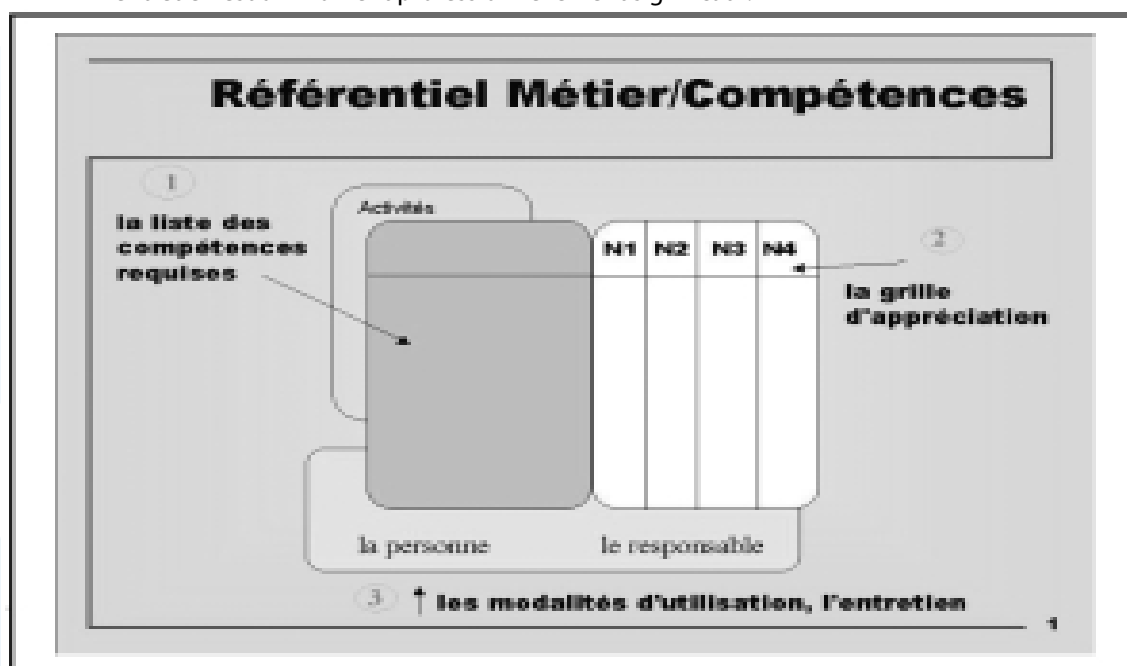 Référentiel Métier/Compétences
1
la liste des
compétences
requises
Activités
N1 N2 N3 N4
2
la grille
d'appréciation
la personne
le responsable
3 ↑ les modalités d'utilisation, l'entretien
1